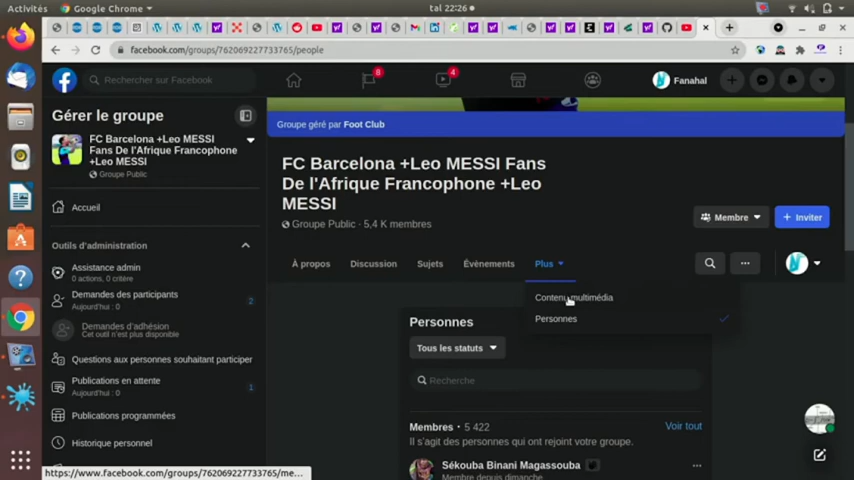 Activités
Google Chrome
tal 22:26
facebook.com/groups/762069227733765/people
Rechercher sur Facebook
8
4
Fanahal
Gérer le groupe
FC Barcelona +Leo MESSI
Fans De l'Afrique Francophone
+Leo MESSI
Groupe Public
Accueil
Outils d'administration
Assistance admin
0 actions, 0 critère
Demandes des participants
Aujourd'hui : 0
2
Demandes d'adhésion
Cet outil n'est plus disponible
Questions aux personnes souhaitant participer
Publications en attente
Aujourd'hui : 0
1
Publications programmées
Historique personnel
https://www.facebook.com/groups/762069227733765/me...
Groupe géré par Foot Club
FC Barcelona +Leo MESSI Fans
De l'Afrique Francophone +Leo
MESSI
Groupe Public · 5,4 K membres
Membre
+ Inviter
À propos
Discussion
Sujets
Évènements
Plus
Contenu multimédia
Personnes
Personnes
Tous les statuts
Recherche
Membres · 5 422
Voir tout
Il s'agit des personnes qui ont rejoint votre groupe.
Sékouba Binani Magassouba
Membre depuis dimanche